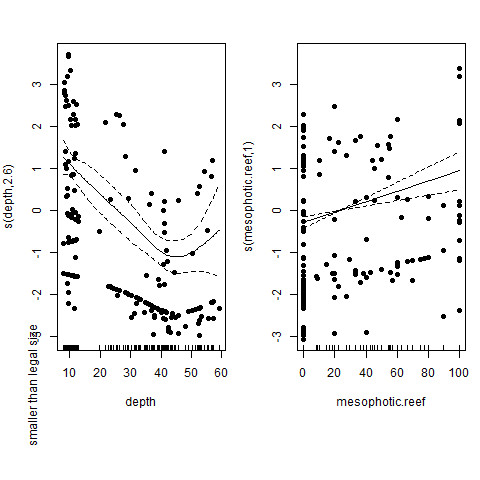 smaller than legal size
s(depth,2.6)
3
2
1
0
-1
-2
-3
10 20 30 40 50 60
depth
s(mesophotic.reef,1)
3
2
1
0
-1
-2
-3
0 20 40 60 80 100
mesophotic.reef